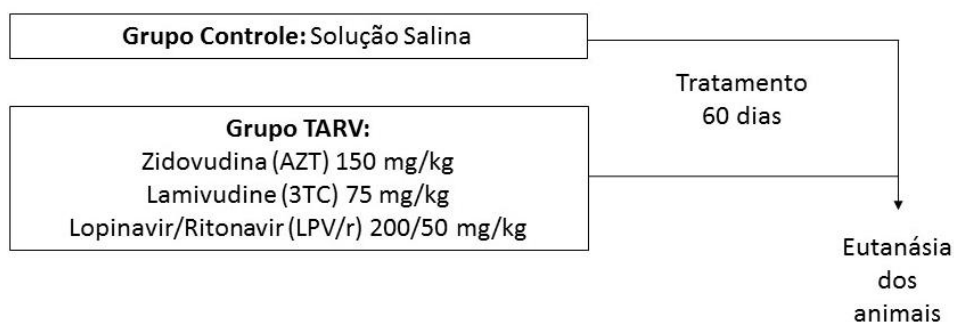 Grupo Controle: Solução Salina
Grupo TARV:
Zidovudina (AZT) 150 mg/kg
Lamivudine (3TC) 75 mg/kg
Lopinavir/Ritonavir (LPV/r) 200/50 mg/kg
Tratamento
60 dias
Eutanásia
dos
animais